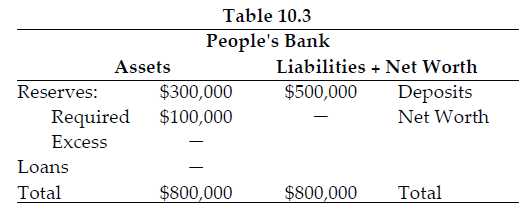 Table 10.3
People's Bank
Assets Liabilities + Net Worth
Reserves: $300,000 $500,000 Deposits
Required $100,000 — Net Worth
Excess —
Loans —
Total $800,000 $800,000 Total